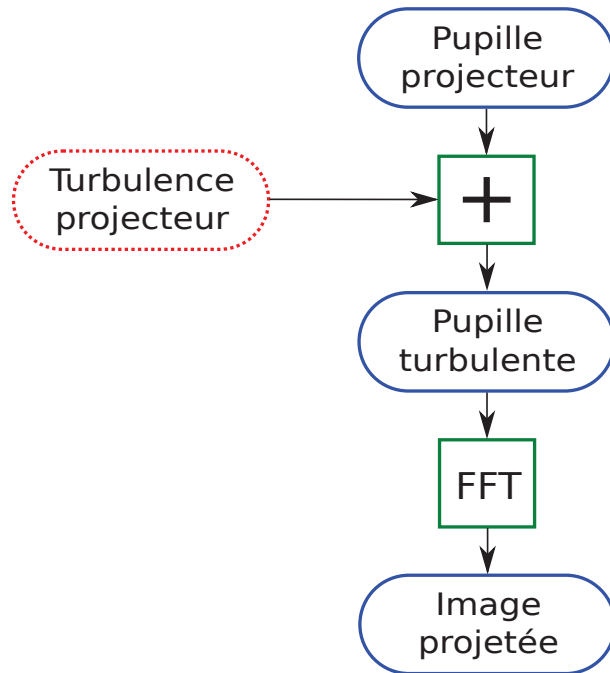 Pupille
projecteur
Turbulence
projecteur
+
Pupille
turbulente
FFT
Image
projetée